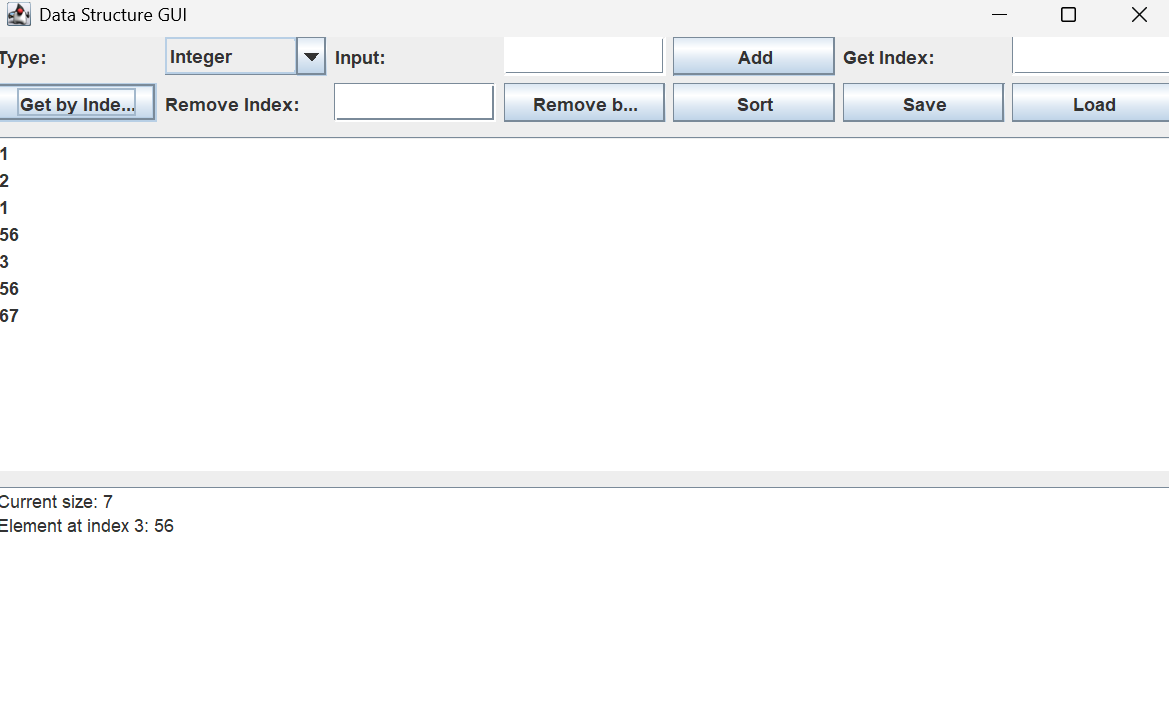 Data Structure GUI
Type: Integer Input: Add Get Index:
Get by Inde... Remove Index: Remove b... Sort Save Load
1
2
1
56
3
56
67
Current size: 7
Element at index 3: 56